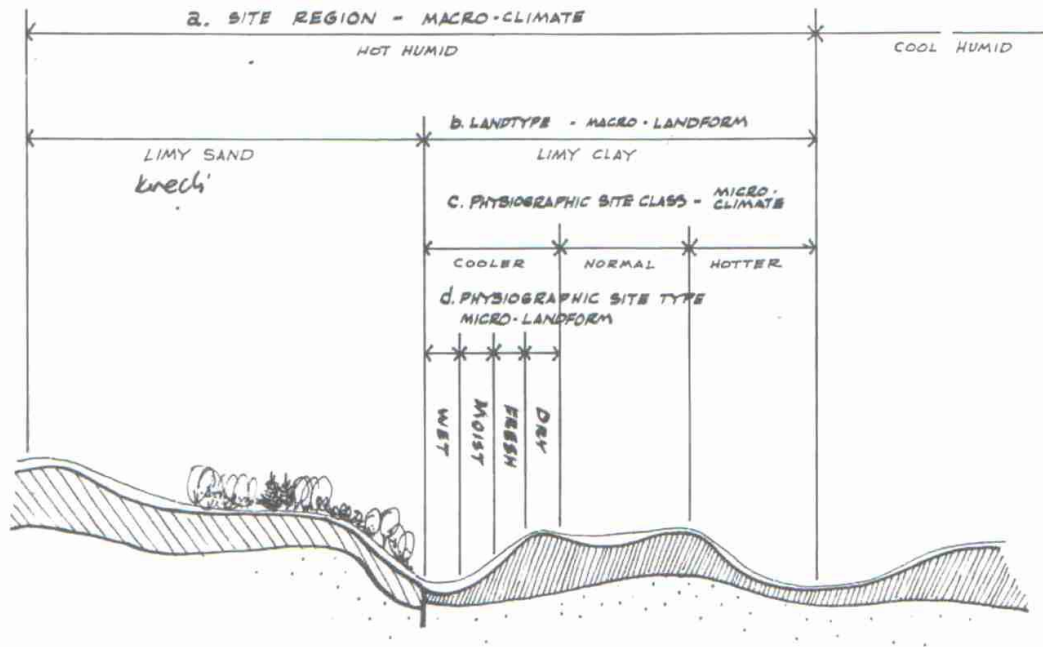 a. SITE REGION - MACRO-CLIMATE
HOT HUMID
COOL HUMID
b. LANDTYPE - MACRO-LANDFORM
LIMY SAND
LIMY CLAY
c. PHYSIOGRAPHIC SITE CLASS - MICRO-
CLIMATE
COOLER
NORMAL
HOTTER
d. PHYSIOGRAPHIC SITE TYPE
MICRO-LANDFORM
WET
MOIST
FRESH
DRY